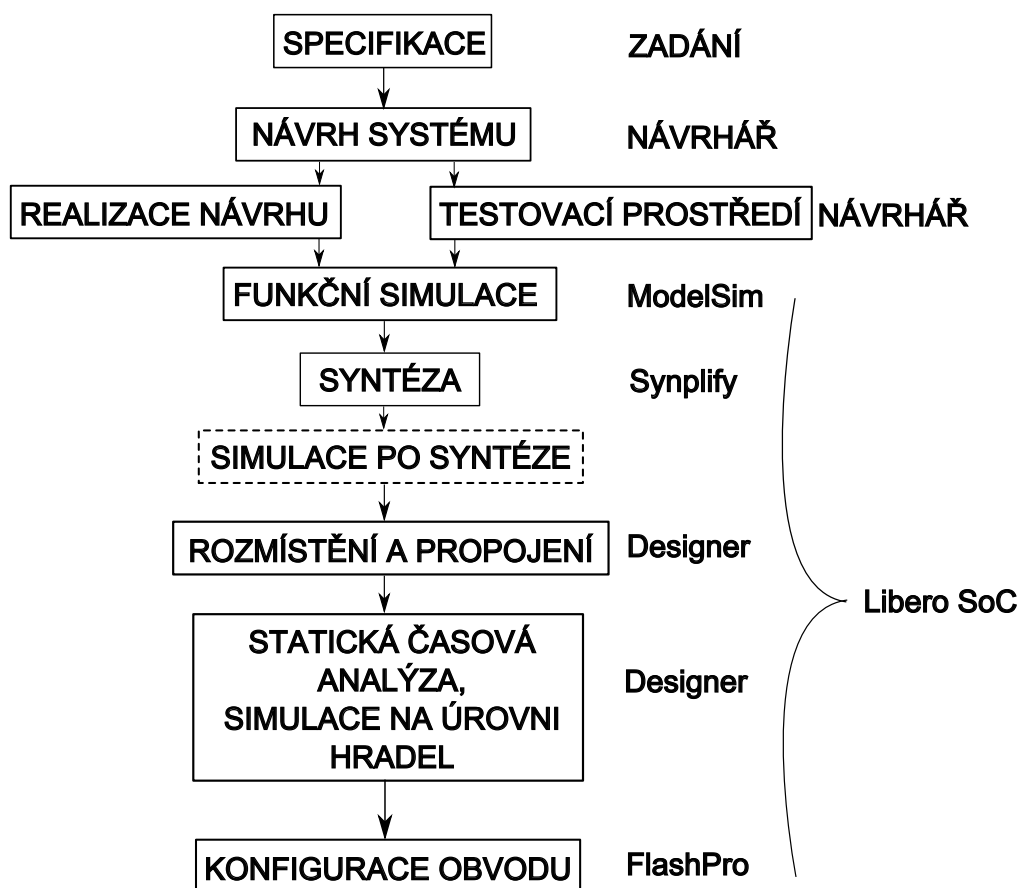 SPECIFIKACE
ZADÁNÍ
NÁVRH SYSTÉMU
NÁVRHÁŘ
REALIZACE NÁVRHU
TESTOVACÍ PROSTŘEDÍ
NÁVRHÁŘ
FUNKČNÍ SIMULACE
ModelSim
SYNTÉZA
Synplify
SIMULACE PO SYNTÉZE
ROZMÍSTĚNÍ A PROPOJENÍ
Designer
Libero SoC
STATICKÁ ČASOVÁ
ANALÝZA,
SIMULACE NA ÚROVNI
HRADEL
Designer
KONFIGURACE OBVODU
FlashPro